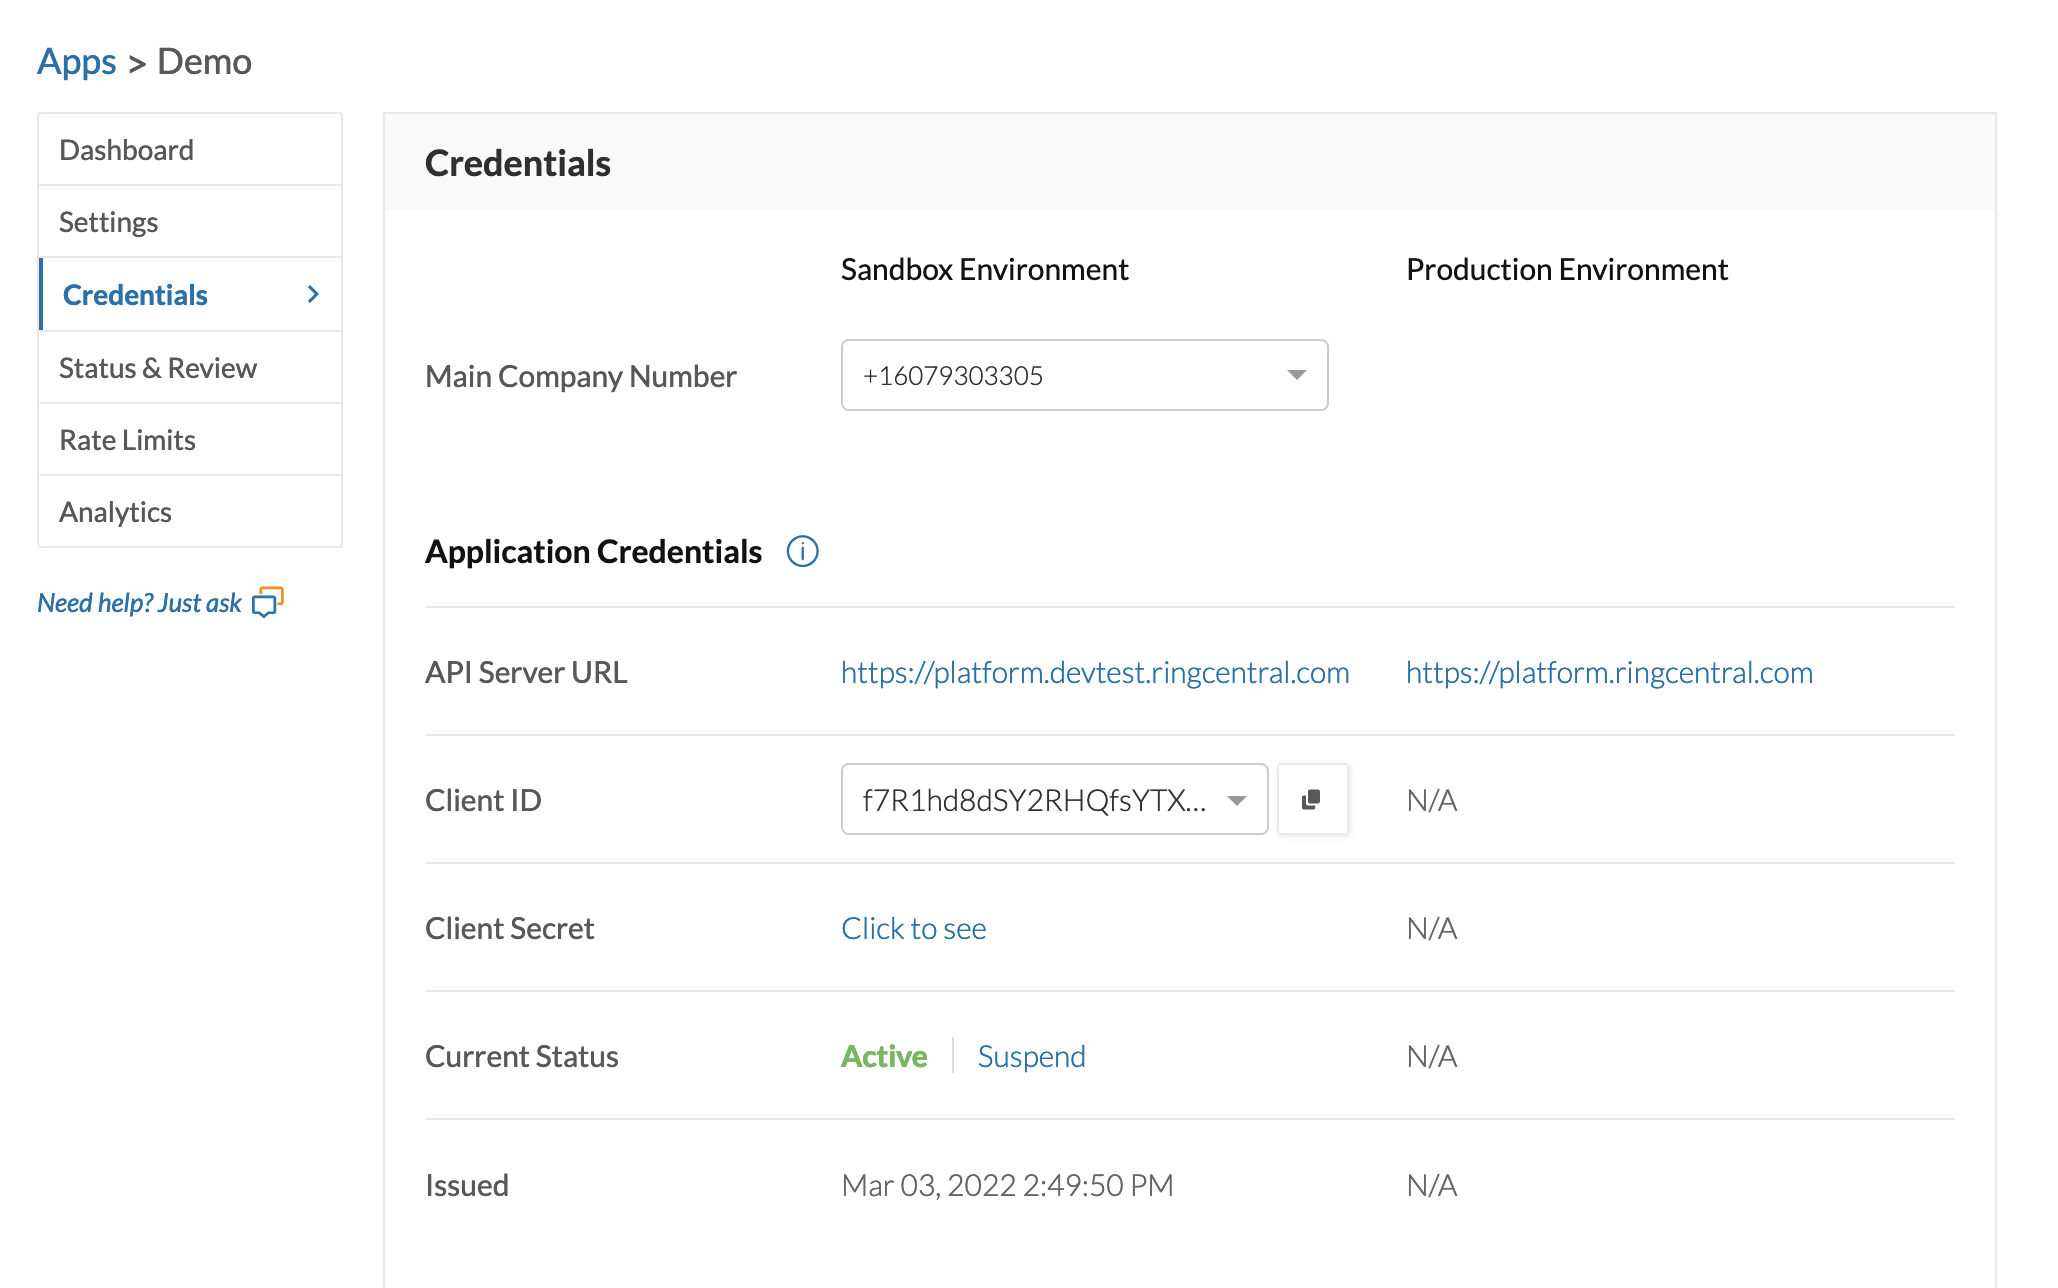 Apps > Demo
Dashboard
Settings
Credentials
Status & Review
Rate Limits
Analytics
Need help? Just ask
Credentials
Sandbox Environment Production Environment
Main Company Number +16079303305
Application Credentials
API Server URL https://platform.devtest.ringcentral.com https://platform.ringcentral.com
Client ID f7R1hd8dSY2RHQfsYTX... N/A
Client Secret Click to see N/A
Current Status Active Suspend N/A
Issued Mar 03, 2022 2:49:50 PM N/A